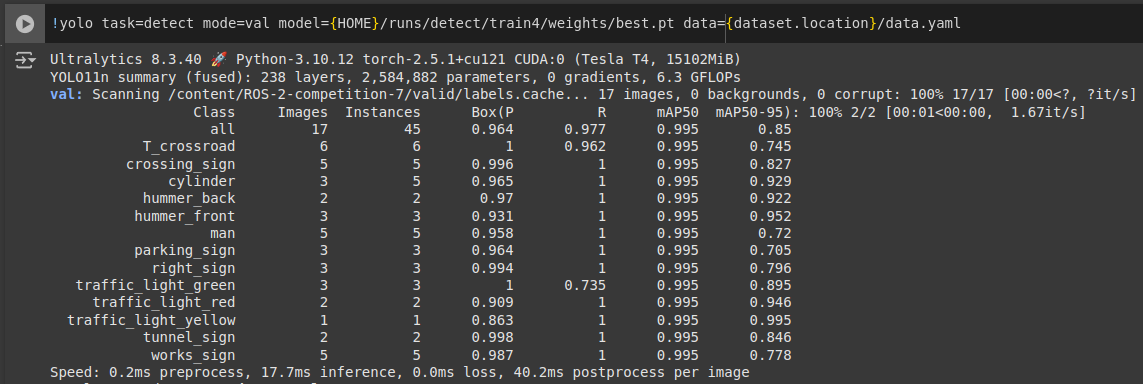 !yolo task=detect mode=val model={HOME}/runs/detect/train4/weights/best.pt data={dataset.location}/data.yaml
Ultralytics 8.3.40 🚀 Python-3.10.12 torch-2.5.1+cu121 CUDA:0 (Tesla T4, 15102MiB)
YOLO11n summary (fused): 238 layers, 2,584,882 parameters, 0 gradients, 6.3 GFLOPs
val: Scanning /content/ROS-2-competition-7/valid/labels.cache... 17 images, 0 backgrounds, 0 corrupt: 100% 17/17 [00:00<?, ?it/s]
Class Images Instances Box(P R mAP50 mAP50-95): 100% 2/2 [00:01<00:00, 1.67it/s]
all 17 45 0.964 0.977 0.995 0.85
T_crossroad 6 6 1 0.962 0.995 0.745
crossing_sign 5 5 0.996 1 0.995 0.827
cylinder 3 5 0.965 1 0.995 0.929
hummer_back 2 2 0.97 1 0.995 0.922
hummer_front 3 3 0.931 1 0.995 0.952
man 5 5 0.958 1 0.995 0.72
parking_sign 3 3 0.964 1 0.995 0.705
right_sign 3 3 0.994 1 0.995 0.796
traffic_light_green 3 3 1 0.735 0.995 0.895
traffic_light_red 2 2 0.909 1 0.995 0.946
traffic_light_yellow 1 1 0.863 1 0.995 0.995
tunnel_sign 2 2 0.998 1 0.995 0.846
works_sign 5 5 0.987 1 0.995 0.778
Speed: 0.2ms preprocess, 17.7ms inference, 0.0ms loss, 40.2ms postprocess per image